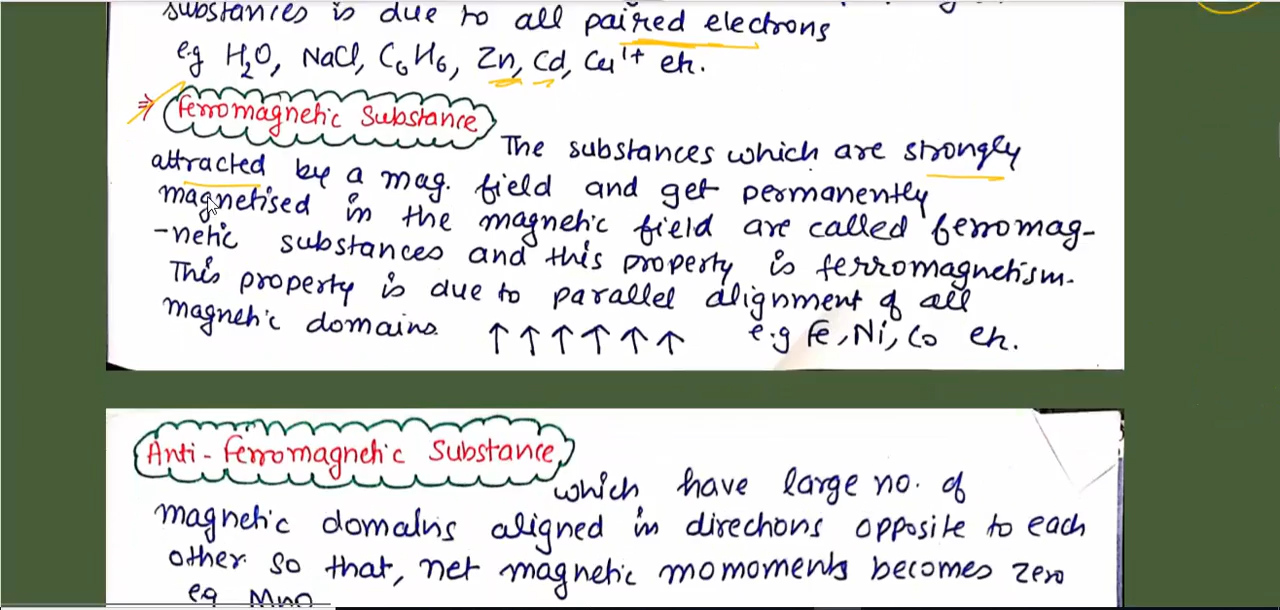 substances is due to all paired electrons
e.g H₂O, NaCl, C₆H₆, Zn, Cd, Cu¹⁺ etc.
⇒ Ferromagnetic Substance
The substances which are strongly
attracted by a mag. field and get permanently
magnetised in the magnetic field are called ferromag-
-netic substances and this property is ferromagnetism.
This property is due to parallel alignment of all
magnetic domains. ↑↑↑↑↑↑ e.g Fe, Ni, Co etc.
Anti-ferromagnetic Substance
which have large no. of
magnetic domains aligned in directions opposite to each
other so that, net magnetic momoments becomes zero
eg